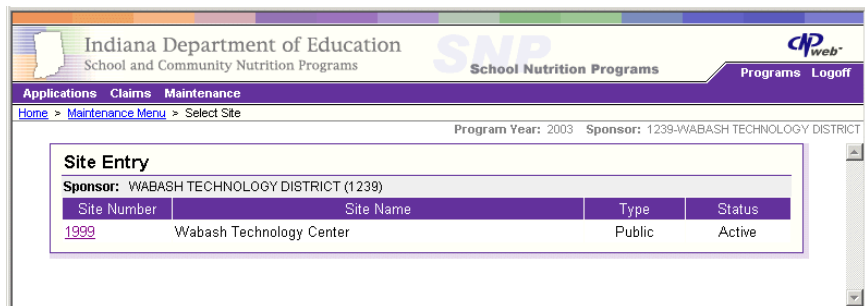 Indiana Department of Education
School and Community Nutrition Programs
SNP
School Nutrition Programs
CNPweb
Programs Logoff
Applications Claims Maintenance
Home > Maintenance Menu > Select Site
Program Year: 2003 Sponsor: 1239-WABASH TECHNOLOGY DISTRICT
Site Entry
Sponsor: WABASH TECHNOLOGY DISTRICT (1239)
Site Number Site Name Type Status
1999 Wabash Technology Center Public Active